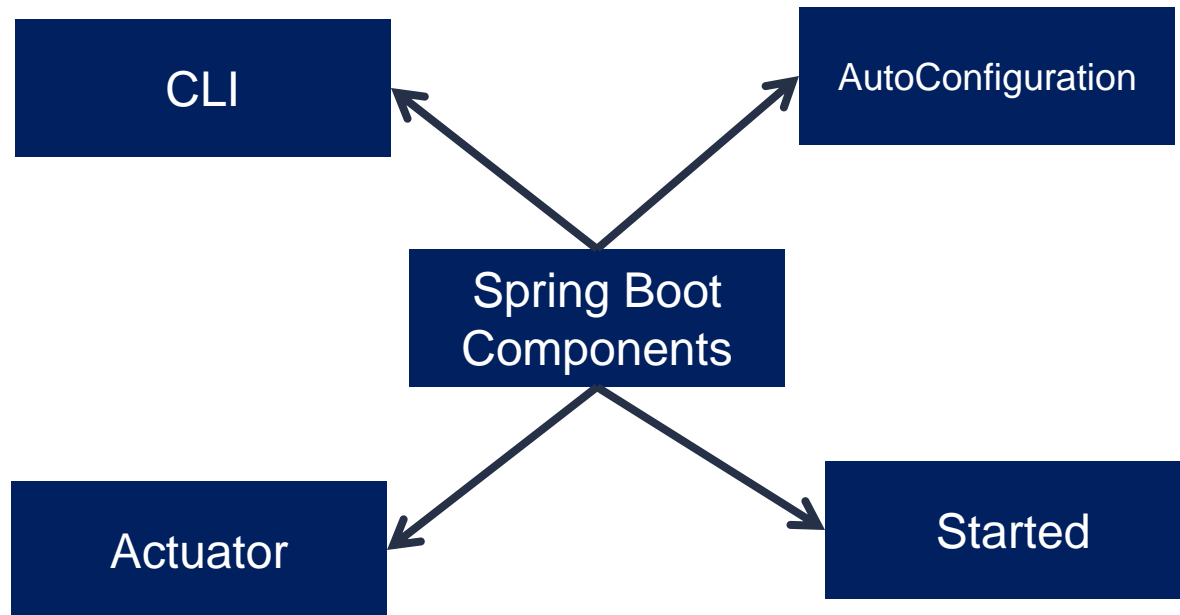 CLI
AutoConfiguration
Spring Boot
Components
Actuator
Started